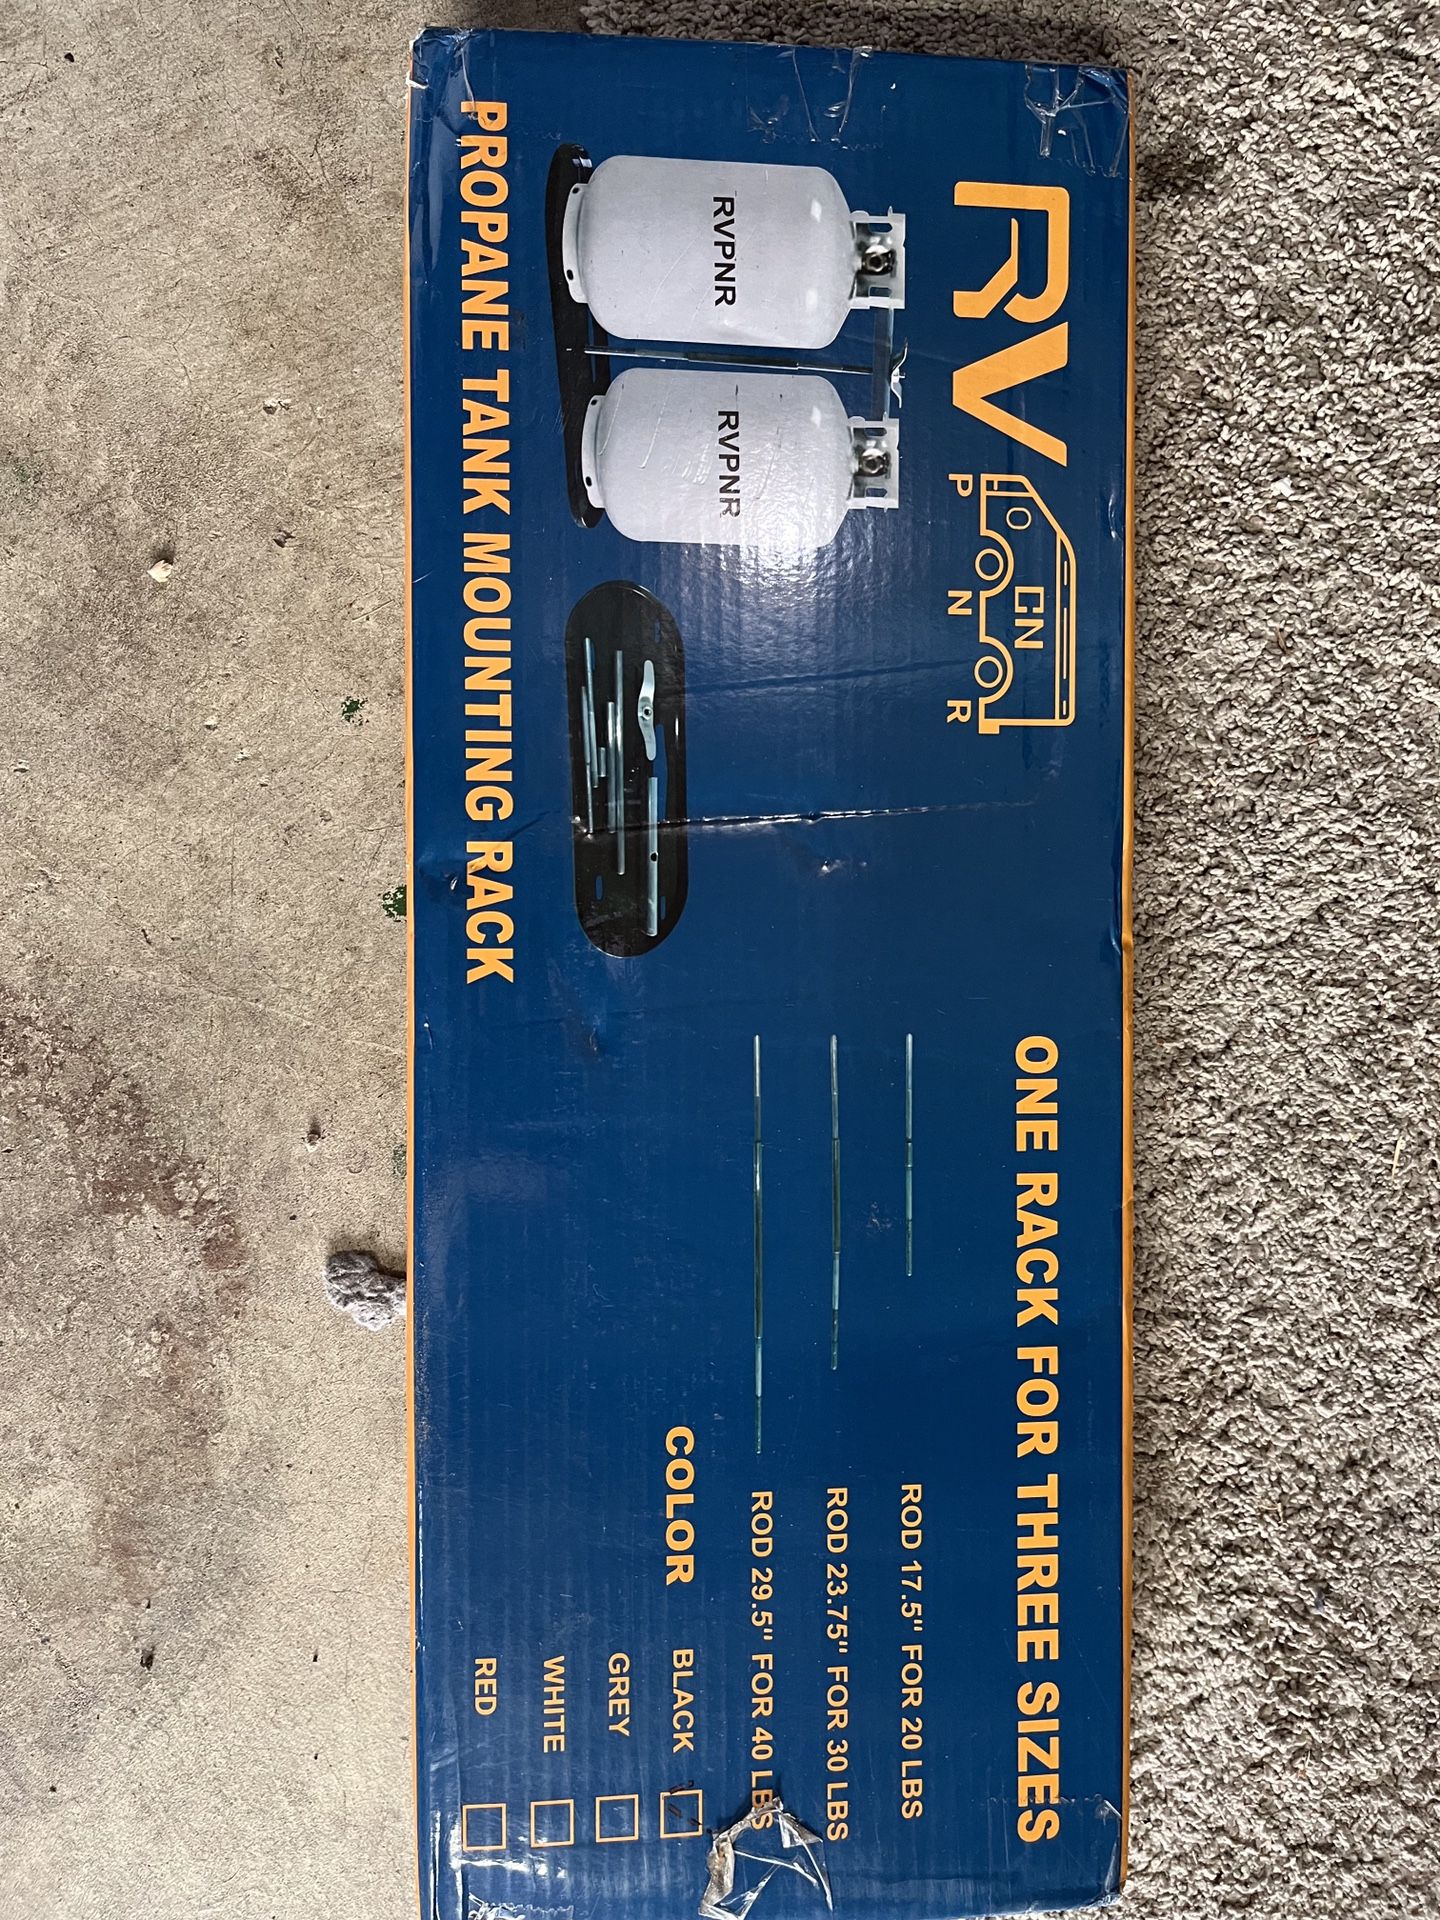 RV
P N R
CN
RVPNR
RVPNR
PROPANE TANK MOUNTING RACK
ONE RACK FOR THREE SIZES
ROD 17.5" FOR 20 LBS
ROD 23.75" FOR 30 LBS
ROD 29.5" FOR 40 LBS
COLOR
BLACK
GREY
WHITE
RED